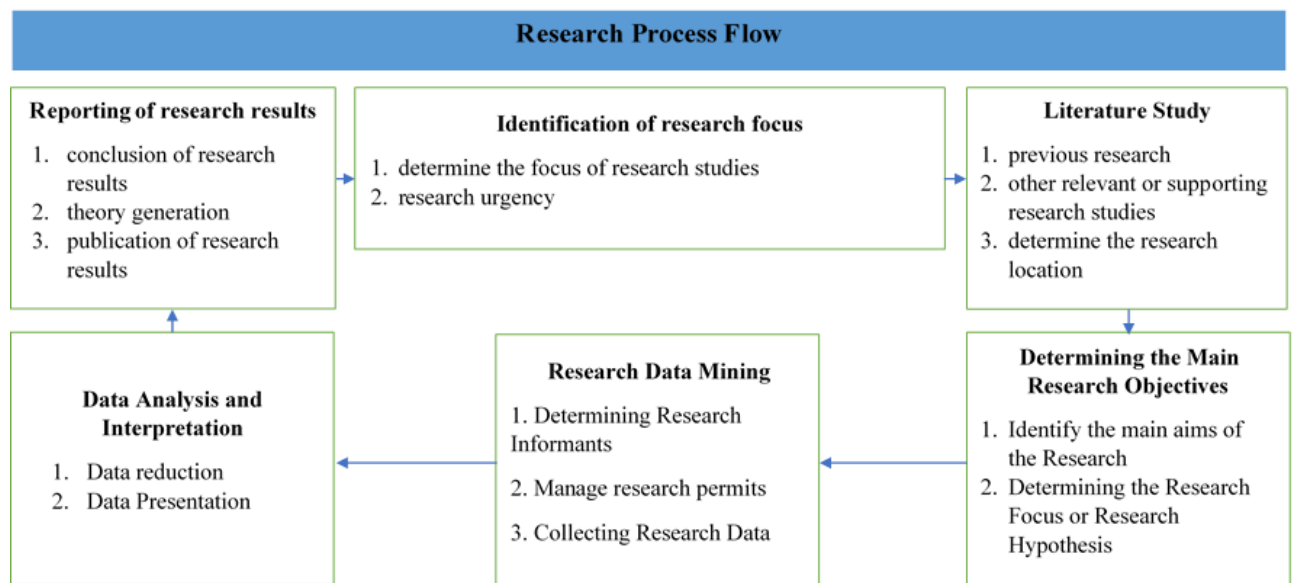 Research Process Flow
Reporting of research results
1. conclusion of research
results
2. theory generation
3. publication of research
results
Identification of research focus
1. determine the focus of research studies
2. research urgency
Literature Study
1. previous research
2. other relevant or supporting
research studies
3. determine the research
location
Data Analysis and
Interpretation
1. Data reduction
2. Data Presentation
Research Data Mining
1. Determining Research
Informants
2. Manage research permits
3. Collecting Research Data
Determining the Main
Research Objectives
1. Identify the main aims of
the Research
2. Determining the Research
Focus or Research
Hypothesis